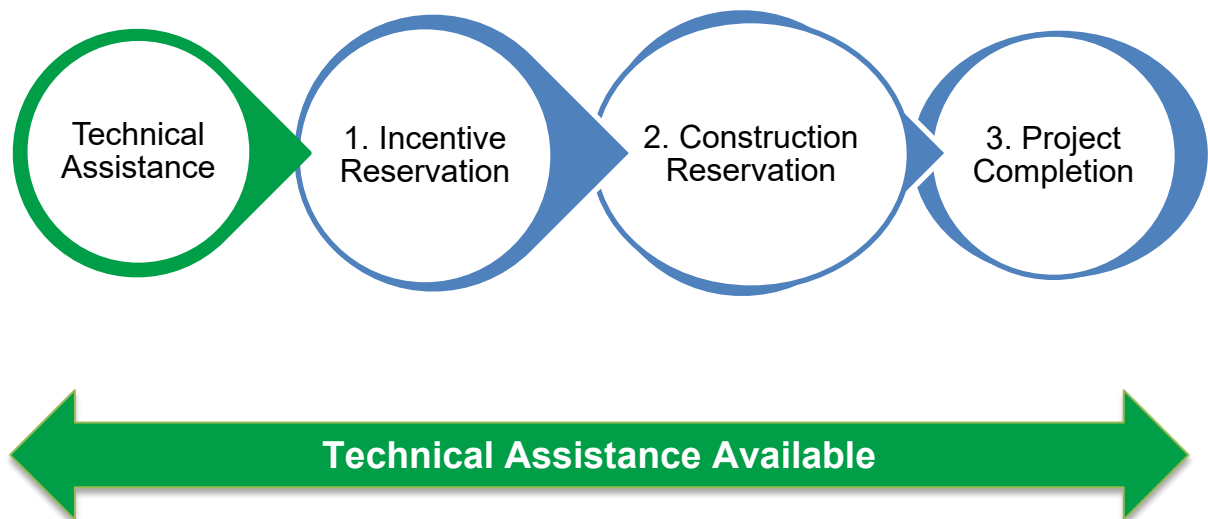 Technical
Assistance
1. Incentive
Reservation
2. Construction
Reservation
3. Project
Completion
Technical Assistance Available